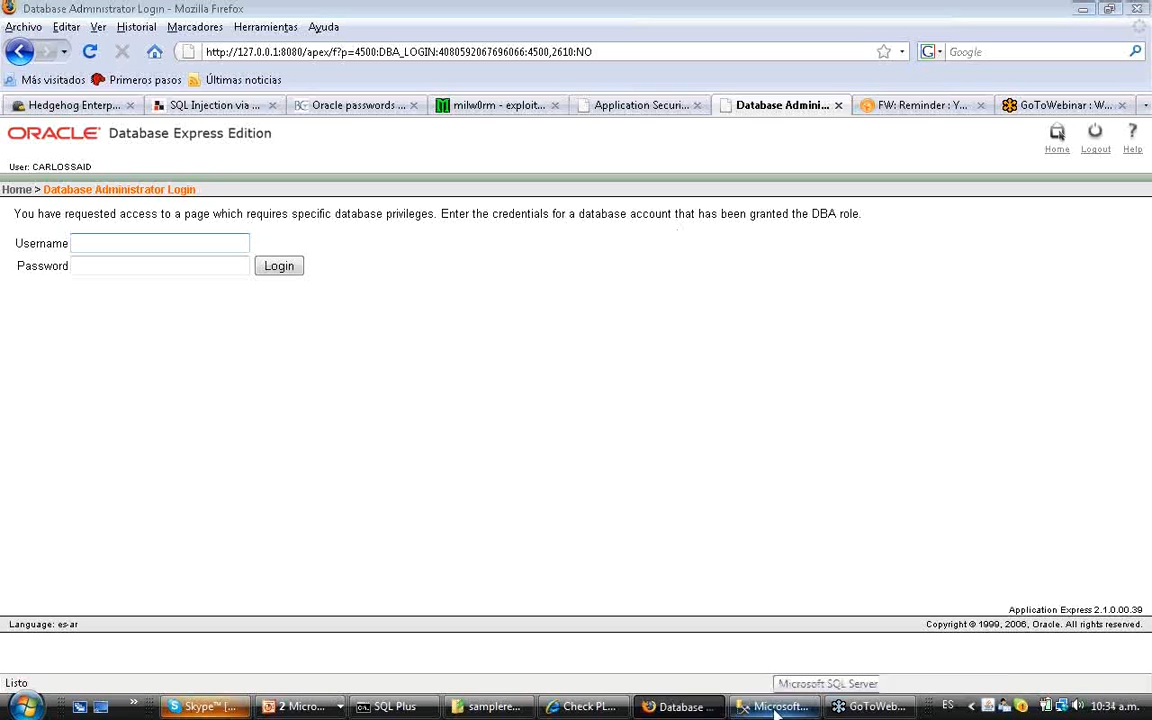 Database Administrator Login - Mozilla Firefox
Archivo Editar Ver Historial Marcadores Herramientas Ayuda
http://127.0.0.1:8080/apex/f?p=4500:DBA_LOGIN:4080592067696066:4500,2610:NO
Google
Más visitados Primeros pasos Últimas noticias
Hedgehog Enterp... SQL Injection via ... Oracle passwords ... milw0rm - exploit... Application Securi... Database Admini... FW: Reminder : Y... GoToWebinar : W...
ORACLE Database Express Edition
Home Logout Help
User: CARLOSSAID
Home > Database Administrator Login
You have requested access to a page which requires specific database privileges. Enter the credentials for a database account that has been granted the DBA role.
Username
Password Login
Application Express 2.1.0.00.39
Language: es-ar Copyright © 1999, 2006, Oracle. All rights reserved.
Listo
Microsoft SQL Server
Skype™ [... 2 Micro... SQL Plus samplere... Check PL... Database ... Microsoft... GoToWeb... ES 10:34 a.m.